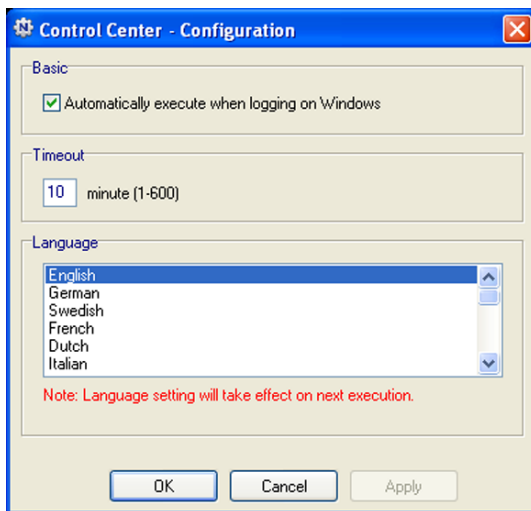 Control Center - Configuration
Basic
Automatically execute when logging on Windows
Timeout
10 minute (1-600)
Language
English
German
Swedish
French
Dutch
Italian
Note: Language setting will take effect on next execution.
OK Cancel Apply